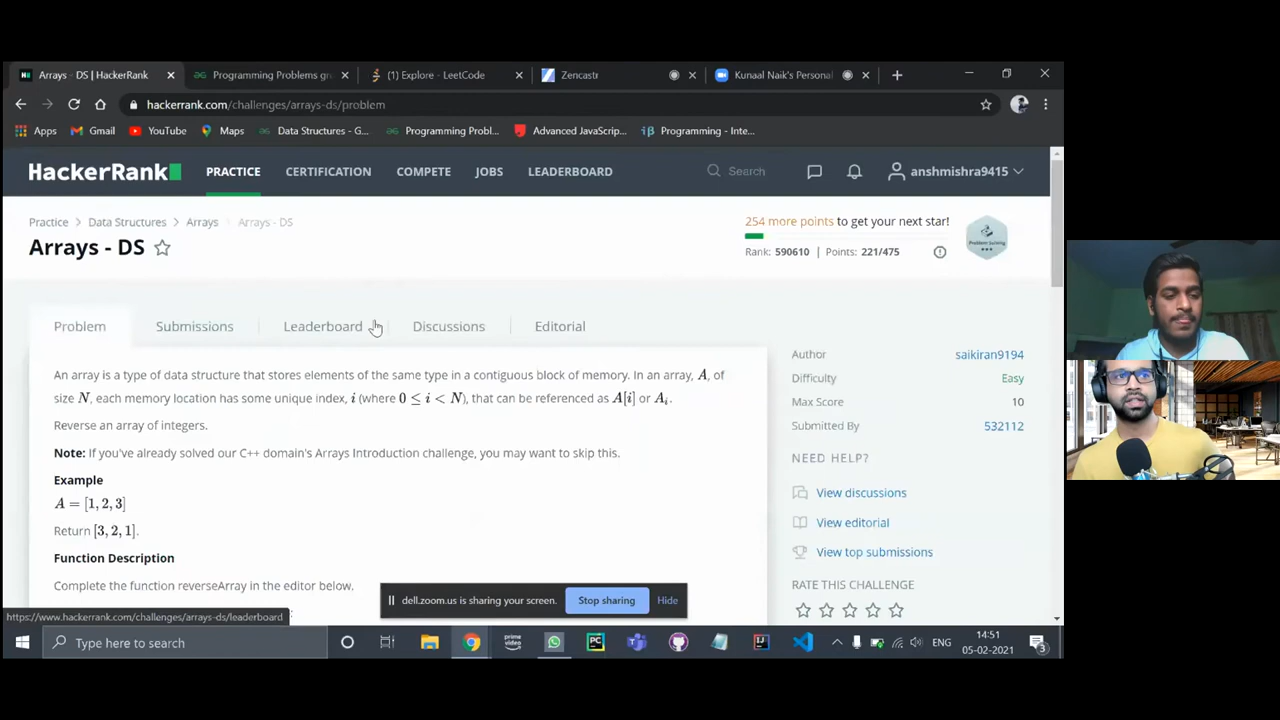 Arrays - DS | HackerRank
Programming Problems gr
(1) Explore - LeetCode
Zencastr
Kunaal Naik's Personal
hackerrank.com/challenges/arrays-ds/problem
Apps
Gmail
YouTube
Maps
Data Structures - G...
Programming Probl...
Advanced JavaScrip...
Programming - Inte...
HackerRank
PRACTICE
CERTIFICATION
COMPETE
JOBS
LEADERBOARD
Search
anshmishra9415
Practice > Data Structures > Arrays > Arrays - DS
Arrays - DS
254 more points to get your next star!
Rank: 590610 | Points: 221/475
Problem Solving
Problem
Submissions
Leaderboard
Discussions
Editorial
An array is a type of data structure that stores elements of the same type in a contiguous block of memory. In an array, A, of
size N, each memory location has some unique index, i (where 0 ≤ i < N), that can be referenced as A[i] or Aᵢ.
Reverse an array of integers.
Note: If you've already solved our C++ domain's Arrays Introduction challenge, you may want to skip this.
Example
A = [1, 2, 3]
Return [3, 2, 1].
Function Description
Complete the function reverseArray in the editor below.
Author saikiran9194
Difficulty Easy
Max Score 10
Submitted By 532112
NEED HELP?
View discussions
View editorial
View top submissions
RATE THIS CHALLENGE
dell.zoom.us is sharing your screen.
Stop sharing
Hide
https://www.hackerrank.com/challenges/arrays-ds/leaderboard
Type here to search
prime video
PC
ENG
14:51
05-02-2021
3